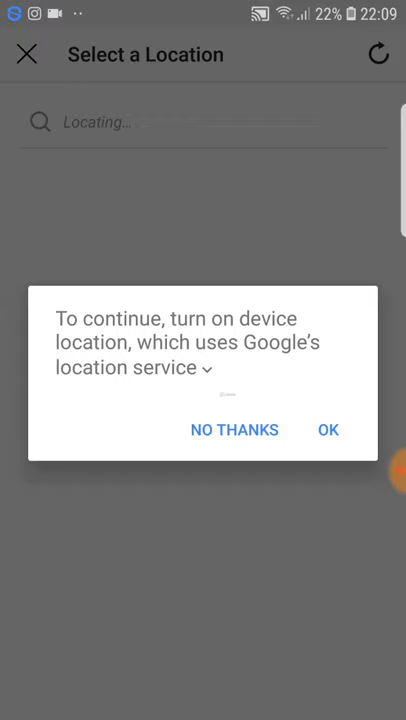 22% 22:09
Select a Location
Locating...
To continue, turn on device
location, which uses Google's
location service
NO THANKS OK